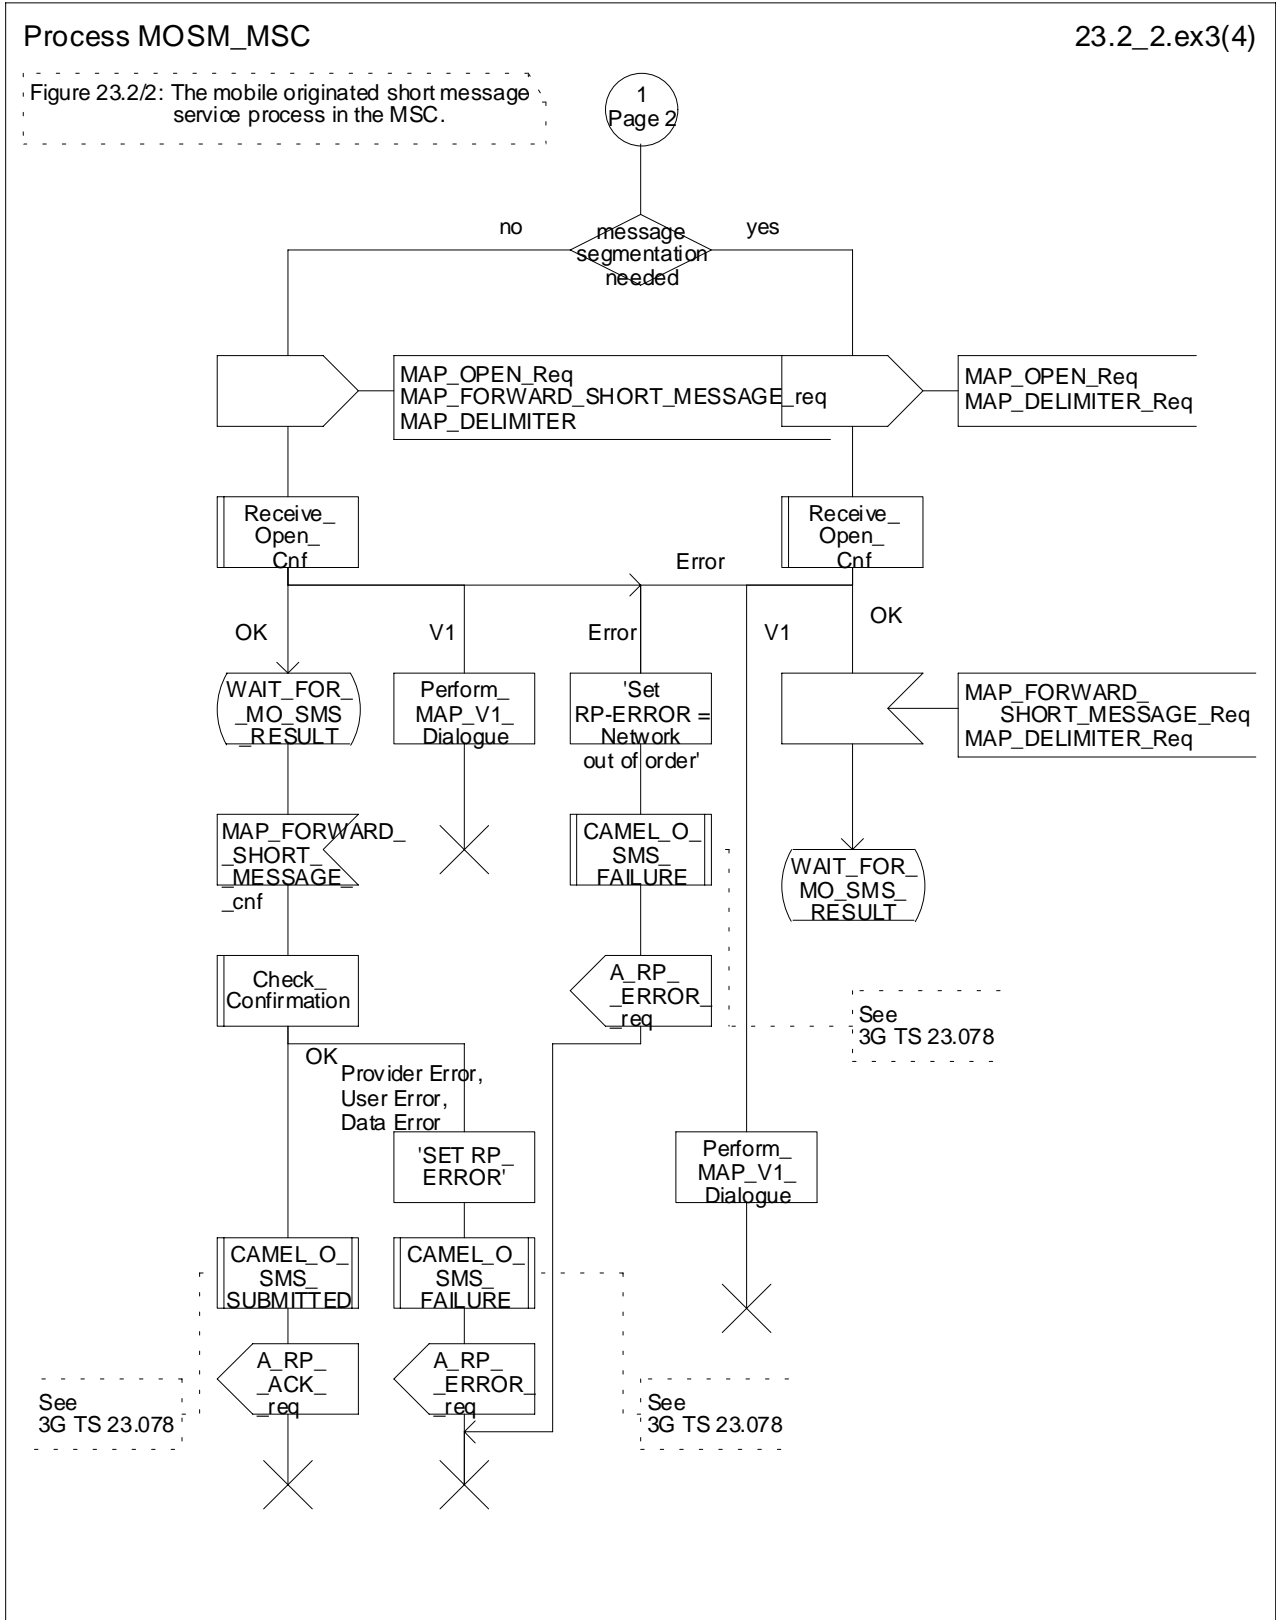 Process MOSM_MSC
23.2_2.ex3(4)
Figure 23.2/2: The mobile originated short message
service process in the MSC.
1
Page 2
no
message
segmentation
needed
yes
MAP_OPEN_Req
MAP_FORWARD_SHORT_MESSAGE_req
MAP_DELIMITER
MAP_OPEN_Req
MAP_DELIMITER_Req
Receive_
Open_
Cnf
Receive_
Open_
Cnf
Error
OK
V1
Error
V1
OK
WAIT_FOR_
_MO_SMS
_RESULT
Perform_
MAP_V1_
Dialogue
'Set
RP-ERROR =
Network
out of order'
MAP_FORWARD_
SHORT_MESSAGE_Req
MAP_DELIMITER_Req
MAP_FORWARD_
_SHORT_
_MESSAGE_
_cnf
CAMEL_O_
SMS_
FAILURE
WAIT_FOR_
MO_SMS_
RESULT
Check_
Confirmation
A_RP_
_ERROR_
_req
See
3G TS 23.078
OK
Provider Error,
User Error,
Data Error
'SET RP_
ERROR'
Perform_
MAP_V1_
Dialogue
CAMEL_O_
SMS_
SUBMITTED
CAMEL_O_
SMS_
FAILURE
A_RP_
_ACK_
_req
A_RP_
_ERROR_
_req
See
3G TS 23.078
See
3G TS 23.078